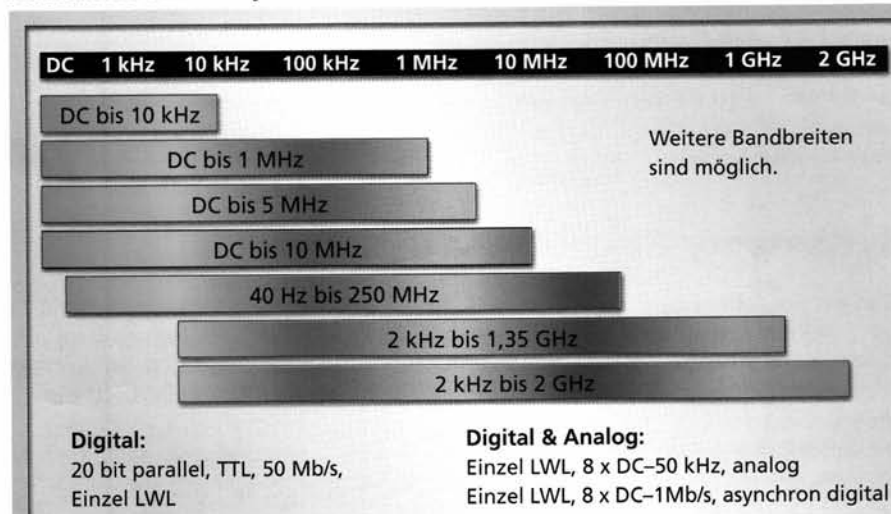 DC 1 kHz 10 kHz 100 kHz 1 MHz 10 MHz 100 MHz 1 GHz 2 GHz
DC bis 10 kHz
Weitere Bandbreiten
sind möglich.
DC bis 1 MHz
DC bis 5 MHz
DC bis 10 MHz
40 Hz bis 250 MHz
2 kHz bis 1,35 GHz
2 kHz bis 2 GHz
Digital:
20 bit parallel, TTL, 50 Mb/s,
Einzel LWL
Digital & Analog:
Einzel LWL, 8 x DC–50 kHz, analog
Einzel LWL, 8 x DC–1Mb/s, asynchron digital